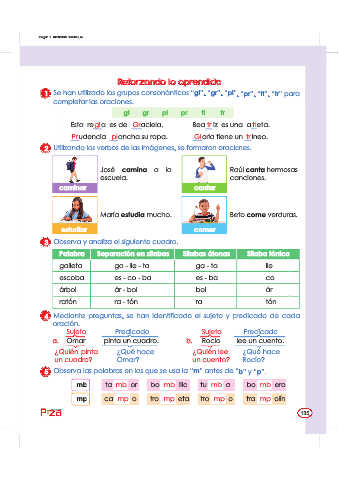 Reforzando lo aprendido
1. Se han utilizado los grupos consonánticos "gl", "gr", "pl", "pr", "fl", "tr" para
completar las oraciones.
gl gr pl pr tl tr
Esta regla es de Graciela. Beatriz es una atleta.
Prudencia plancha su ropa. Gloria tiene un trineo.
2. Utilizando los verbos de las imágenes, se formaron oraciones.
José camina a la
escuela.
caminar
Raúl canta hermosas
canciones.
cantar
María estudia mucho.
estudiar
Beto come verduras.
comer
3. Observa y analiza el siguiente cuadro.
Palabra Separación en sílabas Sílabas átonas Sílaba tónica
galleta ga - lle - ta ga - ta lle
escoba es - co - ba es - ba co
árbol ár - bol bol ár
ratón ra - tón ra tón
4. Mediante preguntas, se han identificado el sujeto y predicado de cada
oración.
Sujeto Predicado Sujeto Predicado
a. Omar pinta un cuadro. b. Rocío lee un cuento.
¿Quién pinta ¿Qué hace ¿Quién lee ¿Qué hace
un cuadro? Omar? un cuento? Rocío?
5. Observa las palabras en las que se usa la "m" antes de "b" y "p".
mb ta mb or bo mb illa tu mb a bo mb ero
mp ca mp o tro mp eta tra mp a tra mp olín
135